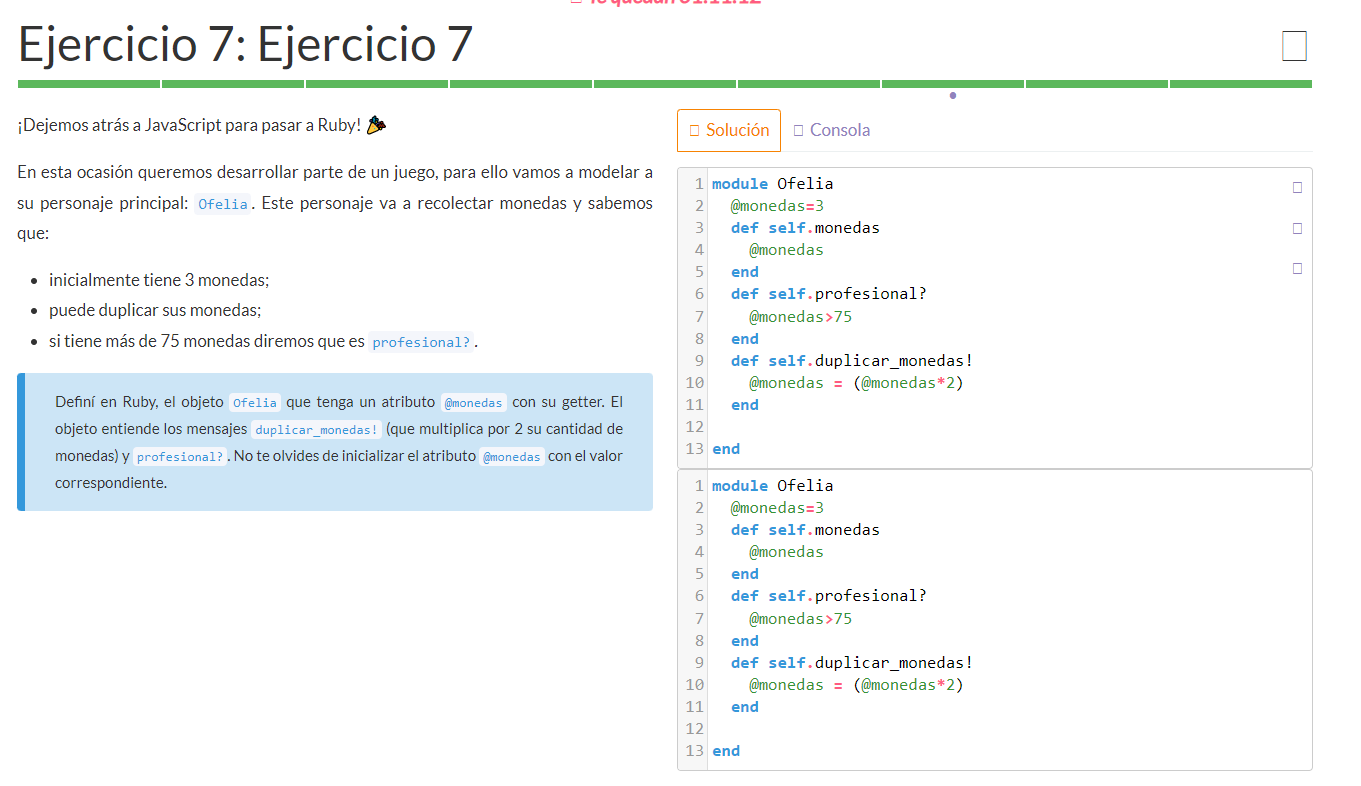 Te quedan 01:11:12
Ejercicio 7: Ejercicio 7
¡Dejemos atrás a JavaScript para pasar a Ruby!
En esta ocasión queremos desarrollar parte de un juego, para ello vamos a modelar a
su personaje principal: Ofelia. Este personaje va a recolectar monedas y sabemos
que:
• inicialmente tiene 3 monedas;
• puede duplicar sus monedas;
• si tiene más de 75 monedas diremos que es profesional?.
Definí en Ruby, el objeto Ofelia que tenga un atributo @monedas con su getter. El
objeto entiende los mensajes duplicar_monedas! (que multiplica por 2 su cantidad de
monedas) y profesional?. No te olvides de inicializar el atributo @monedas con el valor
correspondiente.
Solución Consola
1 module Ofelia
2   @monedas=3
3   def self.monedas
4     @monedas
5   end
6   def self.profesional?
7     @monedas>75
8   end
9   def self.duplicar_monedas!
10     @monedas = (@monedas*2)
11   end
12
13 end
1 module Ofelia
2   @monedas=3
3   def self.monedas
4     @monedas
5   end
6   def self.profesional?
7     @monedas>75
8   end
9   def self.duplicar_monedas!
10     @monedas = (@monedas*2)
11   end
12
13 end